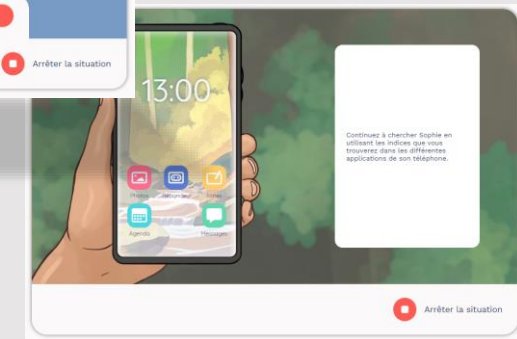 Arrêter la situation
13:00
Continuez à chercher Sophie en
utilisant les indices que vous
trouverez dans les différentes
applications de son téléphone.
Photos
Notes
Agenda
Messages
Arrêter la situation